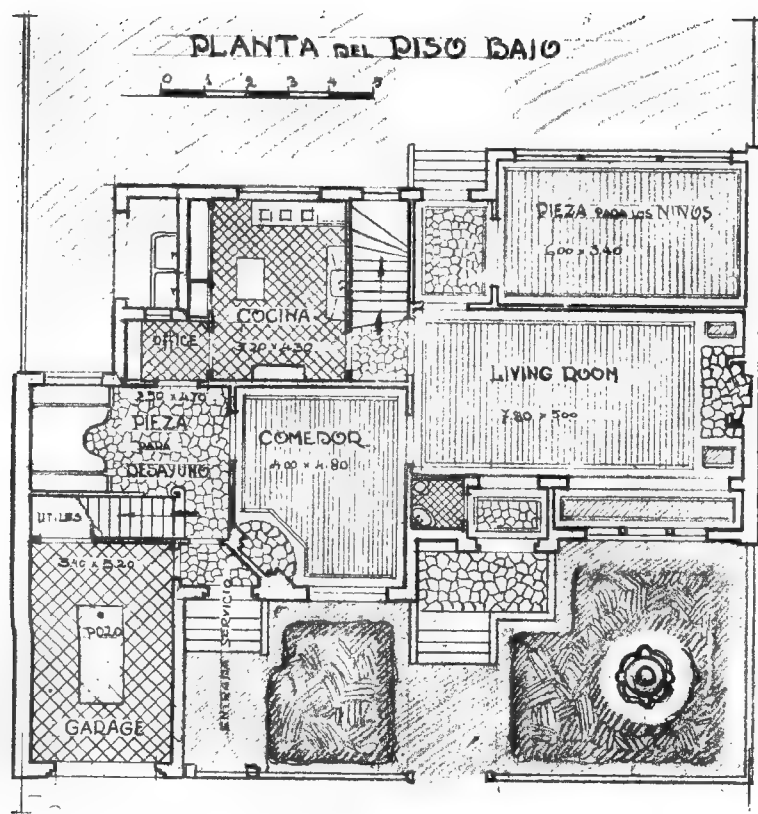 PLANTA DEL PISO BAJO
0 1 2 3 4 5
PIEZA PARA LOS NIÑOS
6.00 x 3.40
COCINA
3.20 x 4.30
OFFICE
LIVING ROOM
7.80 x 5.00
3.50 x 4.70
PIEZA
PARA
DESAYUNO
COMEDOR
4.00 x 4.80
UTILES
3.40 x 5.20
POZO
GARAGE
ENTRADA SERVICIO